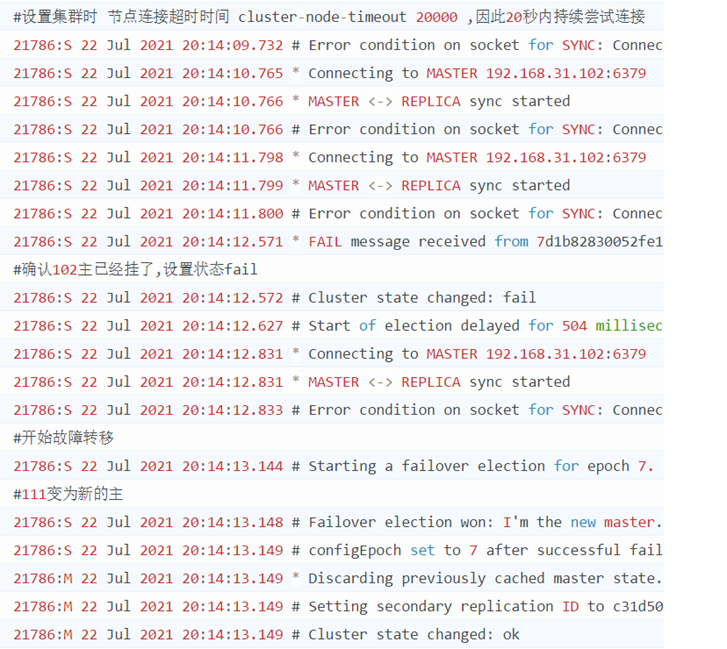 #设置集群时 节点连接超时时间 cluster-node-timeout 20000 ,因此20秒内持续尝试连接
21786:S 22 Jul 2021 20:14:09.732 # Error condition on socket for SYNC: Connec
21786:S 22 Jul 2021 20:14:10.765 * Connecting to MASTER 192.168.31.102:6379
21786:S 22 Jul 2021 20:14:10.766 * MASTER <-> REPLICA sync started
21786:S 22 Jul 2021 20:14:10.766 # Error condition on socket for SYNC: Connec
21786:S 22 Jul 2021 20:14:11.798 * Connecting to MASTER 192.168.31.102:6379
21786:S 22 Jul 2021 20:14:11.799 * MASTER <-> REPLICA sync started
21786:S 22 Jul 2021 20:14:11.800 # Error condition on socket for SYNC: Connec
21786:S 22 Jul 2021 20:14:12.571 * FAIL message received from 7d1b82830052fe1
#确认102主已经挂了,设置状态fail
21786:S 22 Jul 2021 20:14:12.572 # Cluster state changed: fail
21786:S 22 Jul 2021 20:14:12.627 # Start of election delayed for 504 millisec
21786:S 22 Jul 2021 20:14:12.831 * Connecting to MASTER 192.168.31.102:6379
21786:S 22 Jul 2021 20:14:12.831 * MASTER <-> REPLICA sync started
21786:S 22 Jul 2021 20:14:12.833 # Error condition on socket for SYNC: Connec
#开始故障转移
21786:S 22 Jul 2021 20:14:13.144 # Starting a failover election for epoch 7.
#111变为新的主
21786:S 22 Jul 2021 20:14:13.148 # Failover election won: I'm the new master.
21786:S 22 Jul 2021 20:14:13.149 # configEpoch set to 7 after successful fail
21786:M 22 Jul 2021 20:14:13.149 * Discarding previously cached master state.
21786:M 22 Jul 2021 20:14:13.149 # Setting secondary replication ID to c31d50
21786:M 22 Jul 2021 20:14:13.149 # Cluster state changed: ok